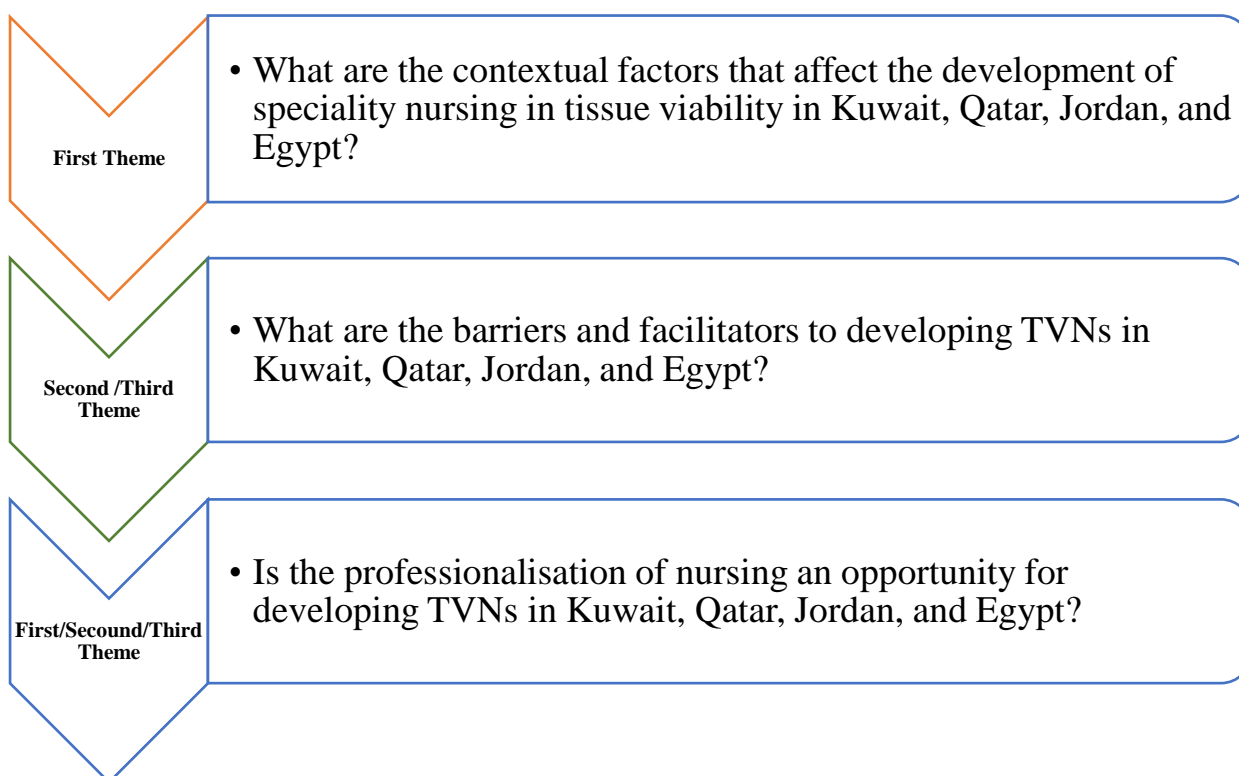 First Theme
• What are the contextual factors that affect the development of
speciality nursing in tissue viability in Kuwait, Qatar, Jordan, and
Egypt?
Second /Third
Theme
• What are the barriers and facilitators to developing TVNs in
Kuwait, Qatar, Jordan, and Egypt?
First/Secound/Third
Theme
• Is the professionalisation of nursing an opportunity for
developing TVNs in Kuwait, Qatar, Jordan, and Egypt?